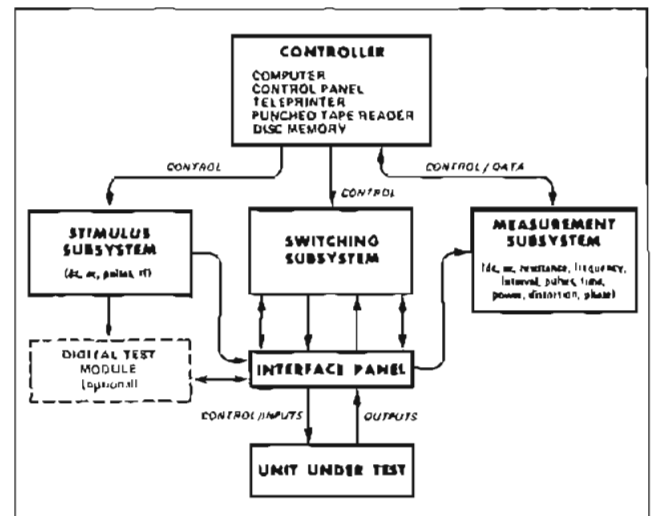 CONTROLLER
COMPUTER
CONTROL PANEL
TELEPRINTER
PUNCHED TAPE READER
DISC MEMORY
CONTROL
CONTROL
CONTROL / DATA
STIMULUS
SUBSYSTEM
(dc, ac, pulses, rf)
SWITCHING
SUBSYSTEM
MEASUREMENT
SUBSYSTEM
(dc, ac, resistance, frequency,
interval, pulses, time,
power, distortion, phase)
DIGITAL TEST
MODULE
(optional)
INTERFACE PANEL
CONTROL/INPUTS
OUTPUTS
UNIT UNDER TEST